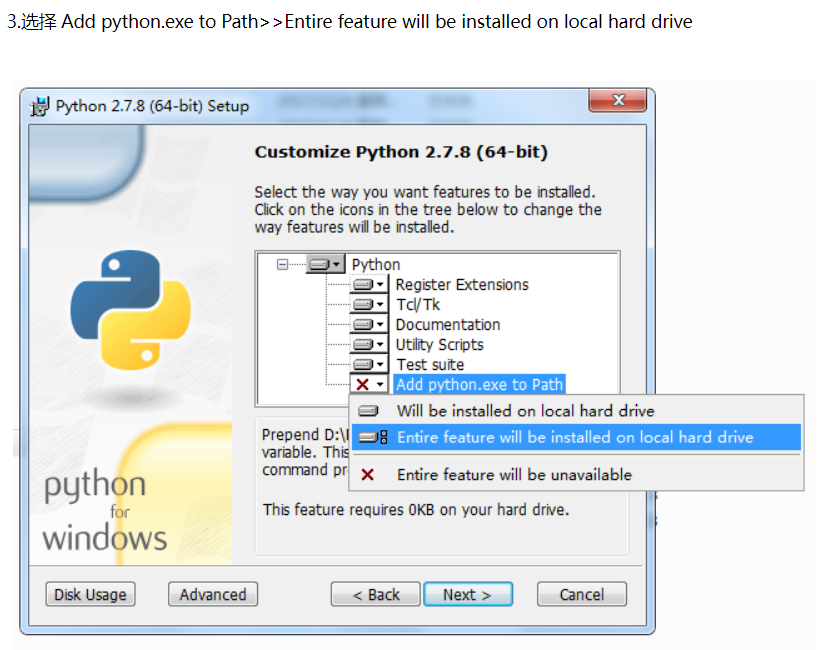 3.选择 Add python.exe to Path>>Entire feature will be installed on local hard drive
Python 2.7.8 (64-bit) Setup
Customize Python 2.7.8 (64-bit)
Select the way you want features to be installed.
Click on the icons in the tree below to change the
way features will be installed.
Python
Register Extensions
Tcl/Tk
Documentation
Utility Scripts
Test suite
Add python.exe to Path
Will be installed on local hard drive
Entire feature will be installed on local hard drive
Entire feature will be unavailable
Prepend D:\
variable. This
command
This feature requires 0KB on your hard drive.
python
for
windows
Disk Usage
Advanced
< Back
Next >
Cancel